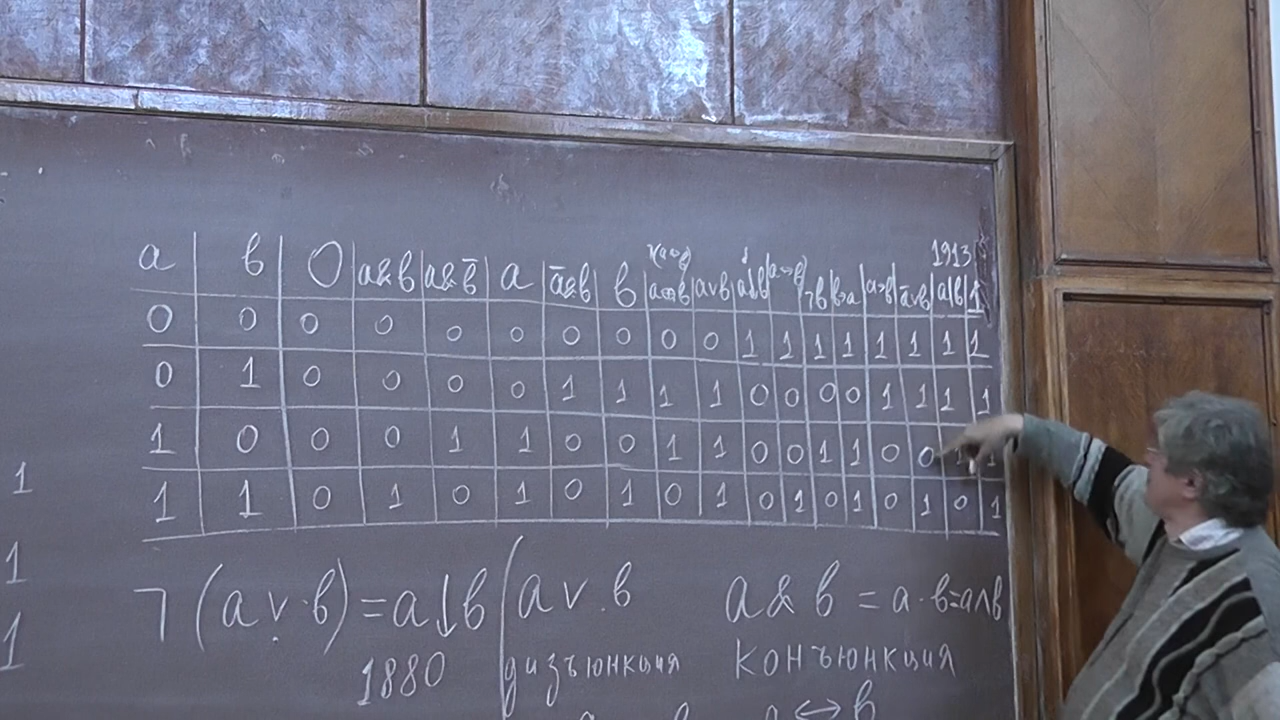 1913
a b 0 a&b a&b̄ a ā&b b a∨b a↓b ¬b b→a a→b ā∨b a|b 1
0 0 0 0 0 0 0 0 0 0 1 1 1 1 1 1 1 1
0 1 0 0 0 0 1 1 1 1 0 0 0 0 1 1 1 1
1 0 0 0 1 1 0 0 1 1 0 0 1 1 0 0 1 1
1 1 0 1 0 1 0 1 0 1 0 1 0 1 0 1 0 1
1
1
1
¬(a∨b)=a↓b
1880
a∨b
дизъюнкция
a&b = a·b=a∧b
конъюнкция
↔ b